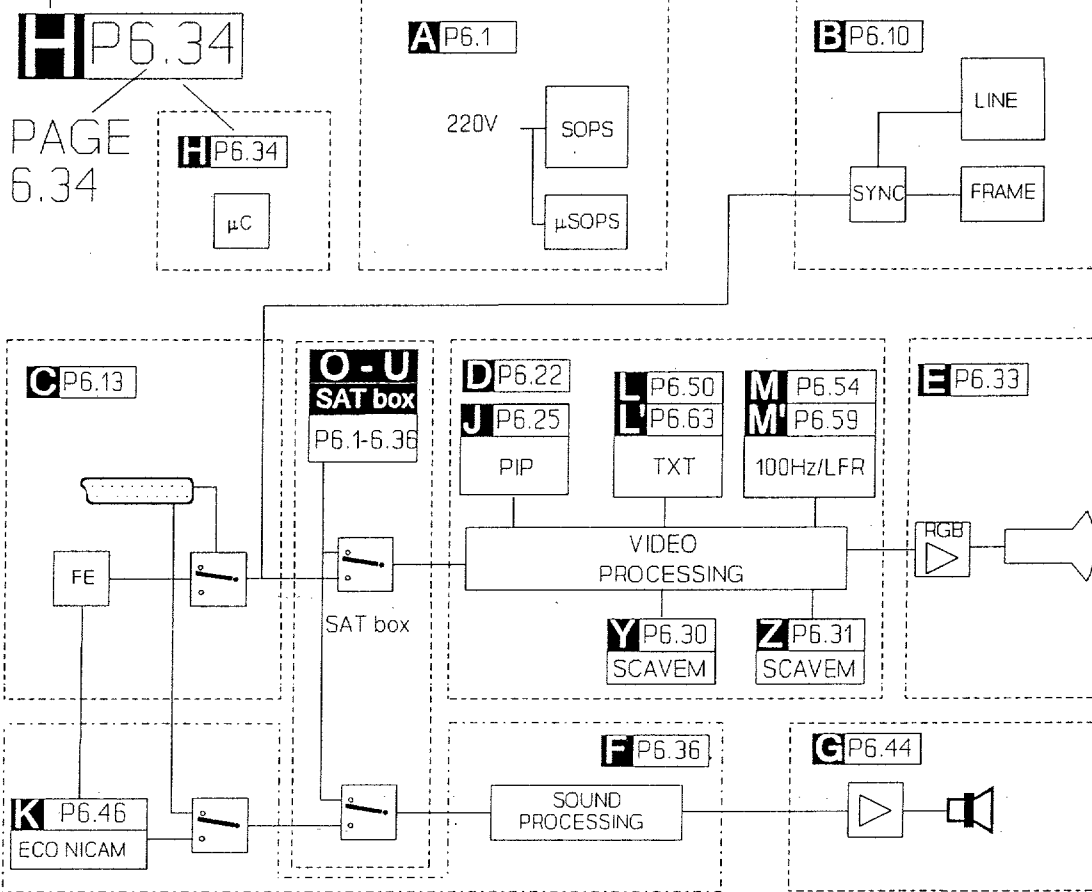 H P6.34
PAGE
6.34
H P6.34
µC
A P6.1
220V
SOPS
µSOPS
B P6.10
LINE
SYNC
FRAME
C P6.13
FE
O - U
SAT box
P6.1-6.36
SAT box
D P6.22
J P6.25
PIP
L P6.50
L' P6.63
TXT
M P6.54
M' P6.59
100Hz/LFR
VIDEO
PROCESSING
Y P6.30
SCAVEM
Z P6.31
SCAVEM
E P6.33
RGB
K P6.46
ECO NICAM
F P6.36
SOUND
PROCESSING
G P6.44